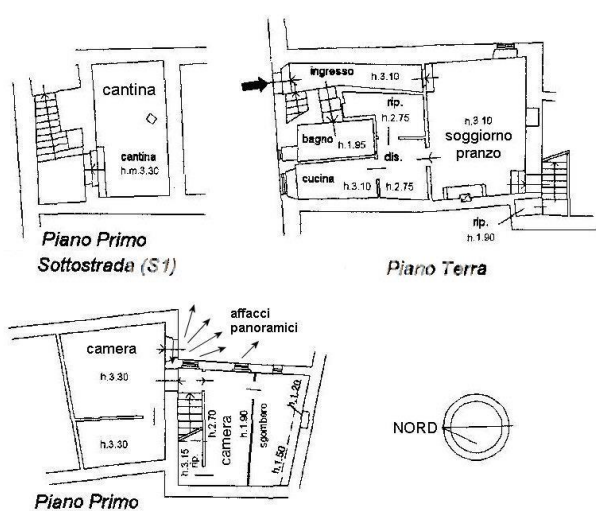 cantina
cantina
h.m.3.30
Piano Primo
Sottostrada (S1)
ingresso
h.3.10
rip.
h.2.75
bagno
h.1.95
dis.
cucina
h.3.10
h.2.75
h.3.10
soggiorno
pranzo
rip.
h.1.90
Piano Terra
affacci
panoramici
camera
h.3.30
h.3.30
h.3.15
rip.
h.2.70
camera
h.1.90
sgombero
h.1.20
h.1.50
Piano Primo
NORD